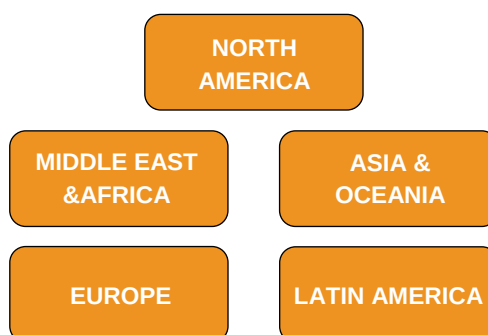 NORTH
AMERICA
MIDDLE EAST
&AFRICA
ASIA &
OCEANIA
EUROPE
LATIN AMERICA